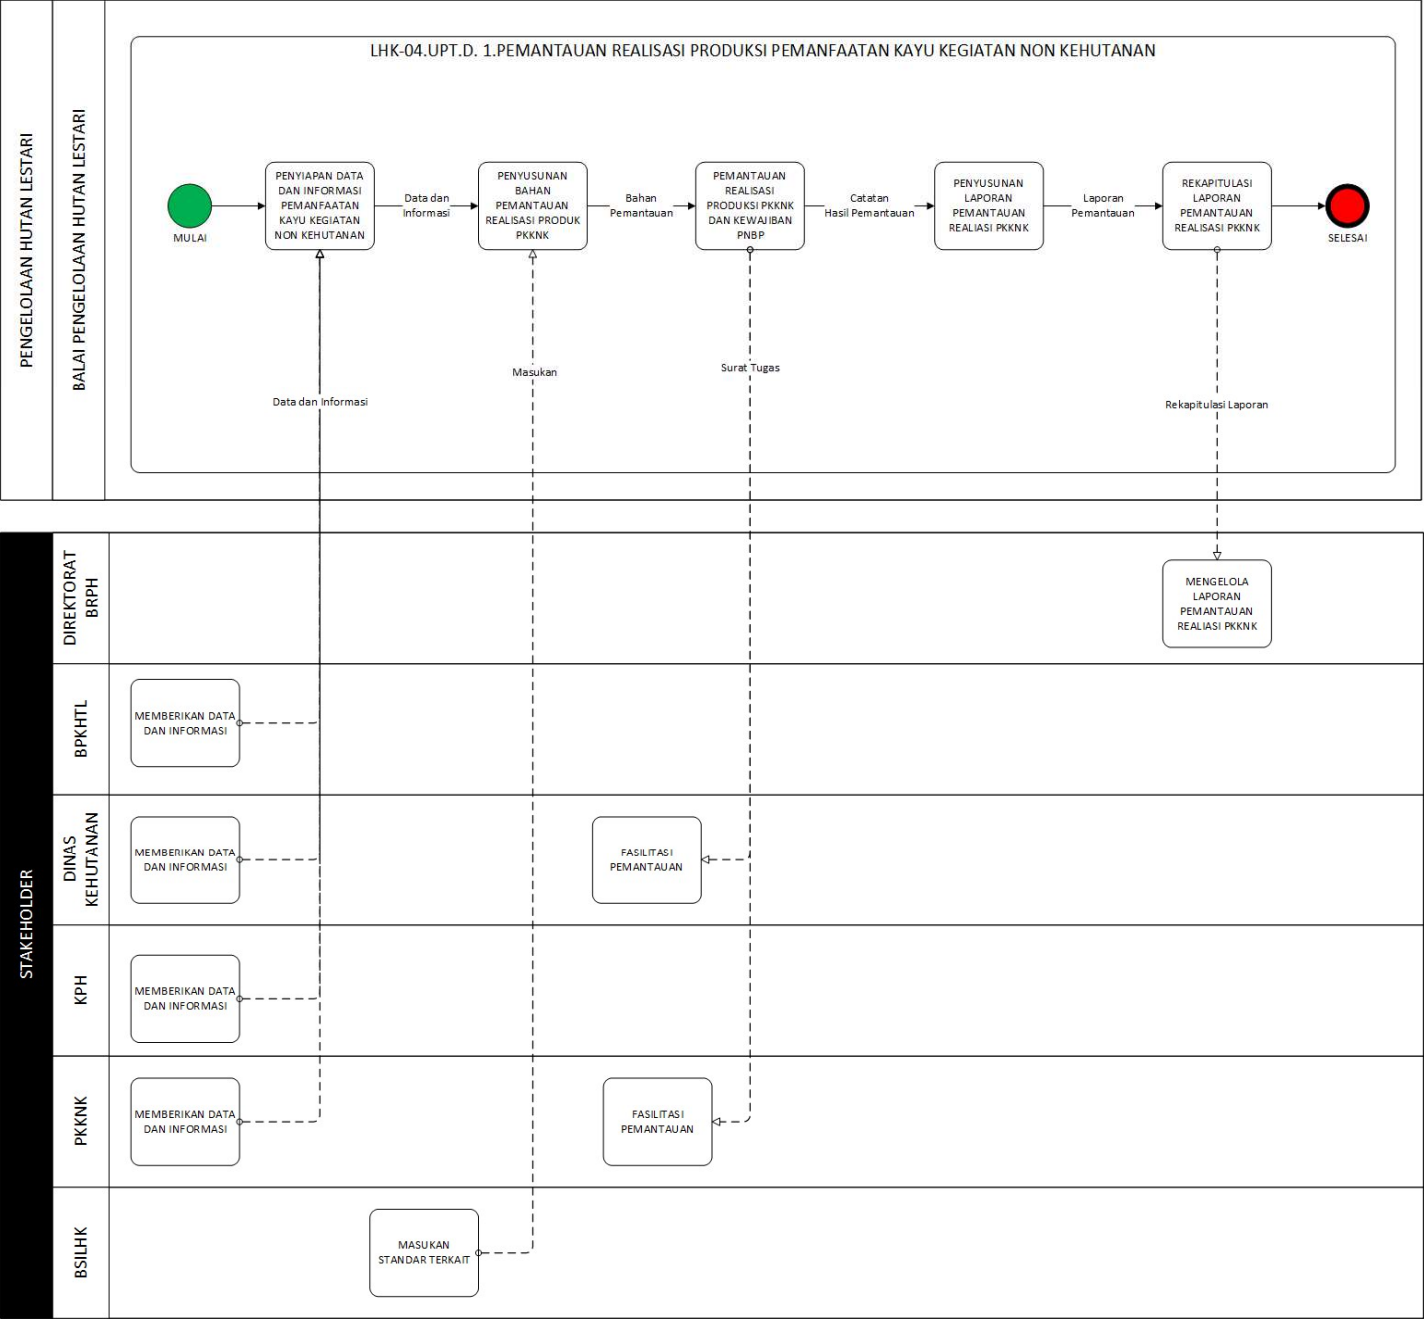 PENGELOLAAN HUTAN LESTARI
BALAI PENGELOLAAN HUTAN LESTARI
LHK-04.UPT.D. 1.PEMANTAUAN REALISASI PRODUKSI PEMANFAATAN KAYU KEGIATAN NON KEHUTANAN
MULAI
PENYIAPAN DATA
DAN INFORMASI
PEMANFAATAN
KAYU KEGIATAN
NON KEHUTANAN
Data dan
Informasi
PENYUSUNAN
BAHAN
PEMANTAUAN
REALISASI PRODUK
PKKNK
Bahan
Pemantauan
PEMANTAUAN
REALISASI
PRODUKSI PKKNK
DAN KEWAJIBAN
PNBP
Catatan
Hasil Pemantauan
PENYUSUNAN
LAPORAN
PEMANTAUAN
REALIASI PKKNK
Laporan
Pemantauan
REKAPITULASI
LAPORAN
PEMANTAUAN
REALISASI PKKNK
SELESAI
Data dan Informasi
Masukan
Surat Tugas
Rekapitulasi Laporan
STAKEHOLDER
DIREKTORAT
BRPH
MENGELOLA
LAPORAN
PEMANTAUAN
REALIASI PKKNK
BPKHTL
MEMBERIKAN DATA
DAN INFORMASI
DINAS
KEHUTANAN
MEMBERIKAN DATA
DAN INFORMASI
FASILITASI
PEMANTAUAN
KPH
MEMBERIKAN DATA
DAN INFORMASI
PKKNK
MEMBERIKAN DATA
DAN INFORMASI
FASILITASI
PEMANTAUAN
BSILHK
MASUKAN
STANDAR TERKAIT